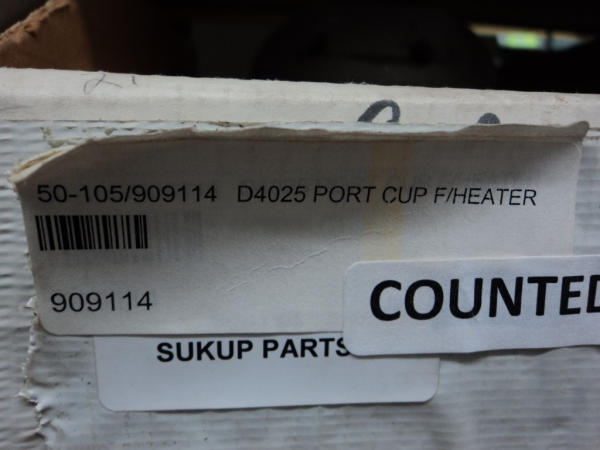 50-105/909114 D4025 PORT CUP F/HEATER
909114
COUNTED
SUKUP PARTS